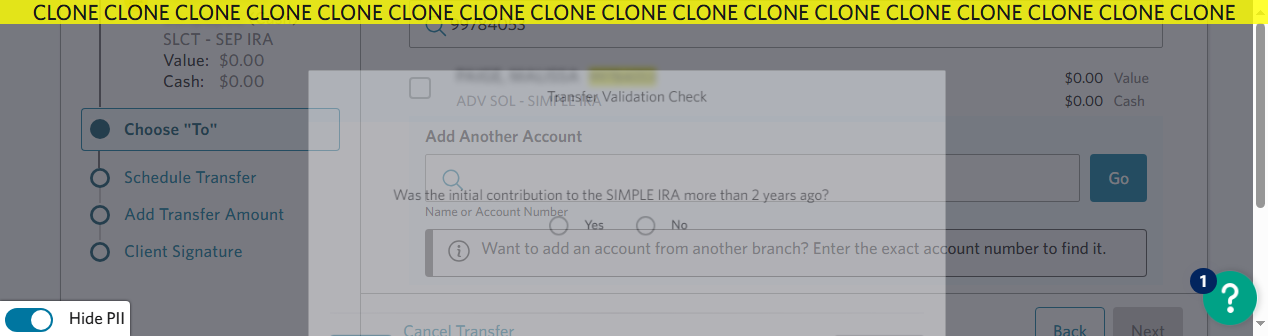 CLONE CLONE CLONE CLONE CLONE CLONE CLONE CLONE CLONE CLONE CLONE CLONE CLONE CLONE CLONE CLONE CLONE
SLCT - SEP IRA
Value: $0.00
Cash: $0.00
Choose "To"
Schedule Transfer
Add Transfer Amount
Client Signature
Hide PII
99784053
$0.00 Value
ADV SOL - SIMPLE IRA
$0.00 Cash
Transfer Validation Check
Add Another Account
Go
Was the initial contribution to the SIMPLE IRA more than 2 years ago?
Name or Account Number
Yes No
Want to add an account from another branch? Enter the exact account number to find it.
Cancel Transfer
Back
Next
1
?